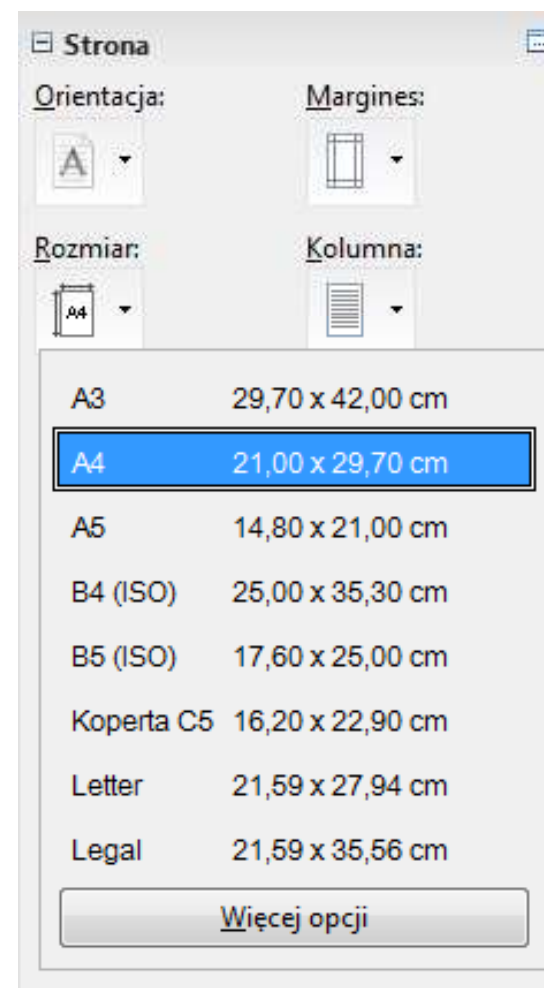 Strona
Orientacja: Margines:
A
Rozmiar: Kolumna:
A4
A3 29,70 x 42,00 cm
A4 21,00 x 29,70 cm
A5 14,80 x 21,00 cm
B4 (ISO) 25,00 x 35,30 cm
B5 (ISO) 17,60 x 25,00 cm
Koperta C5 16,20 x 22,90 cm
Letter 21,59 x 27,94 cm
Legal 21,59 x 35,56 cm
Więcej opcji